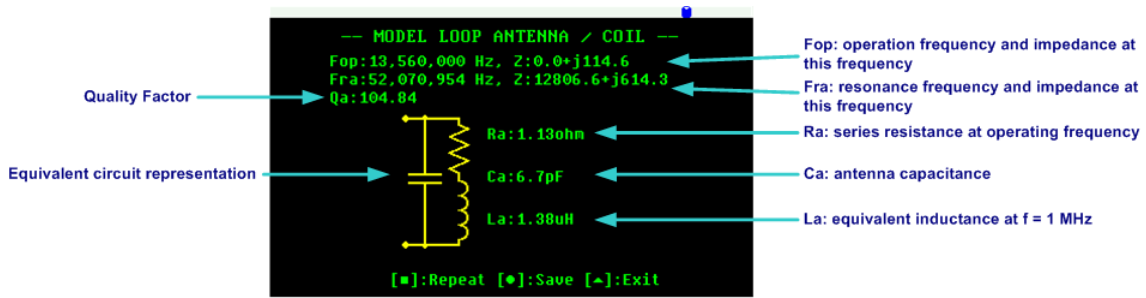 -- MODEL LOOP ANTENNA / COIL --
Fop:13,560,000 Hz, Z:0.0+j114.6
Fra:52,070,954 Hz, Z:12806.6+j614.3
Qa:104.84
Ra:1.13ohm
Ca:6.7pF
La:1.38uH
[■]:Repeat [●]:Save [▲]:Exit
Quality Factor
Equivalent circuit representation
Fop: operation frequency and impedance at
this frequency
Fra: resonance frequency and impedance at
this frequency
Ra: series resistance at operating frequency
Ca: antenna capacitance
La: equivalent inductance at f = 1 MHz